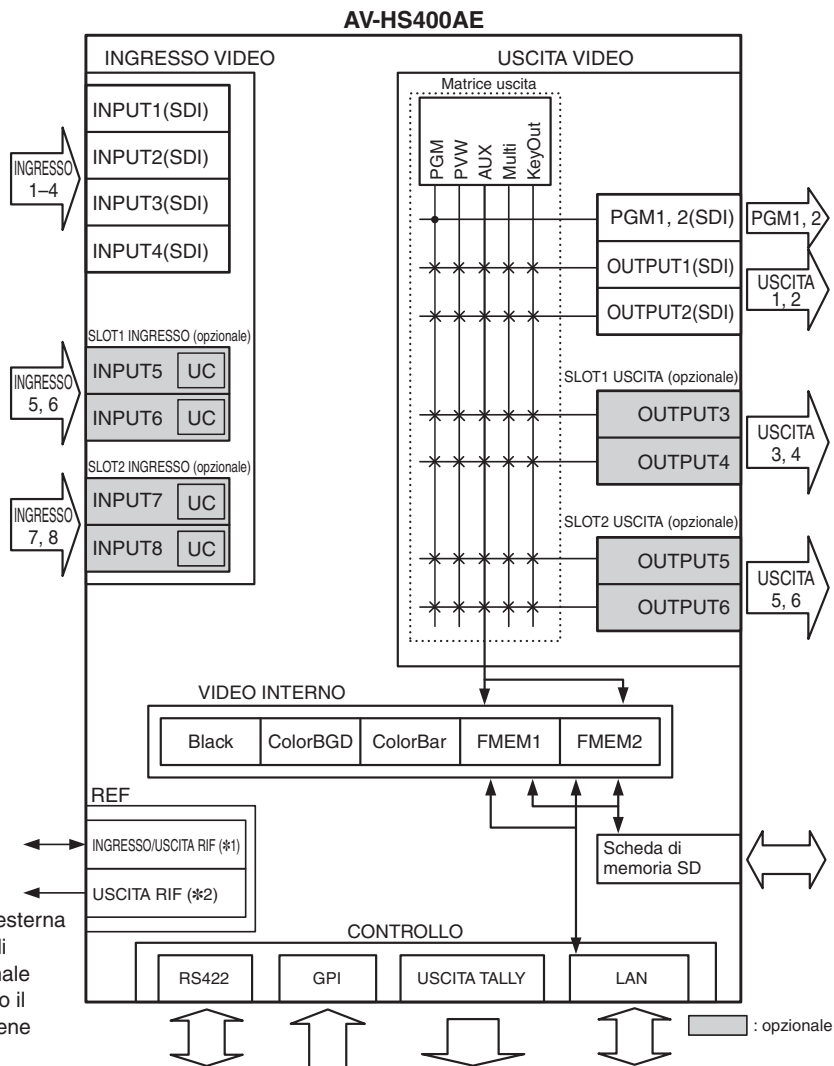 AV-HS400AE
INGRESSO VIDEO
INPUT1(SDI)
INPUT2(SDI)
INPUT3(SDI)
INPUT4(SDI)
INGRESSO
1–4
SLOT1 INGRESSO (opzionale)
INPUT5 UC
INPUT6 UC
INGRESSO
5, 6
SLOT2 INGRESSO (opzionale)
INPUT7 UC
INPUT8 UC
INGRESSO
7, 8
USCITA VIDEO
Matrice uscita
PGM
PVW
AUX
Multi
KeyOut
PGM1, 2(SDI)
OUTPUT1(SDI)
OUTPUT2(SDI)
PGM1, 2
USCITA
1, 2
SLOT1 USCITA (opzionale)
OUTPUT3
OUTPUT4
USCITA
3, 4
SLOT2 USCITA (opzionale)
OUTPUT5
OUTPUT6
USCITA
5, 6
VIDEO INTERNO
Black
ColorBGD
ColorBar
FMEM1
FMEM2
REF
INGRESSO/USCITA RIF (✽1)
USCITA RIF (✽2)
Scheda di
memoria SD
esterna
di
nale
o il
ene
CONTROLLO
RS422
GPI
USCITA TALLY
LAN
: opzionale